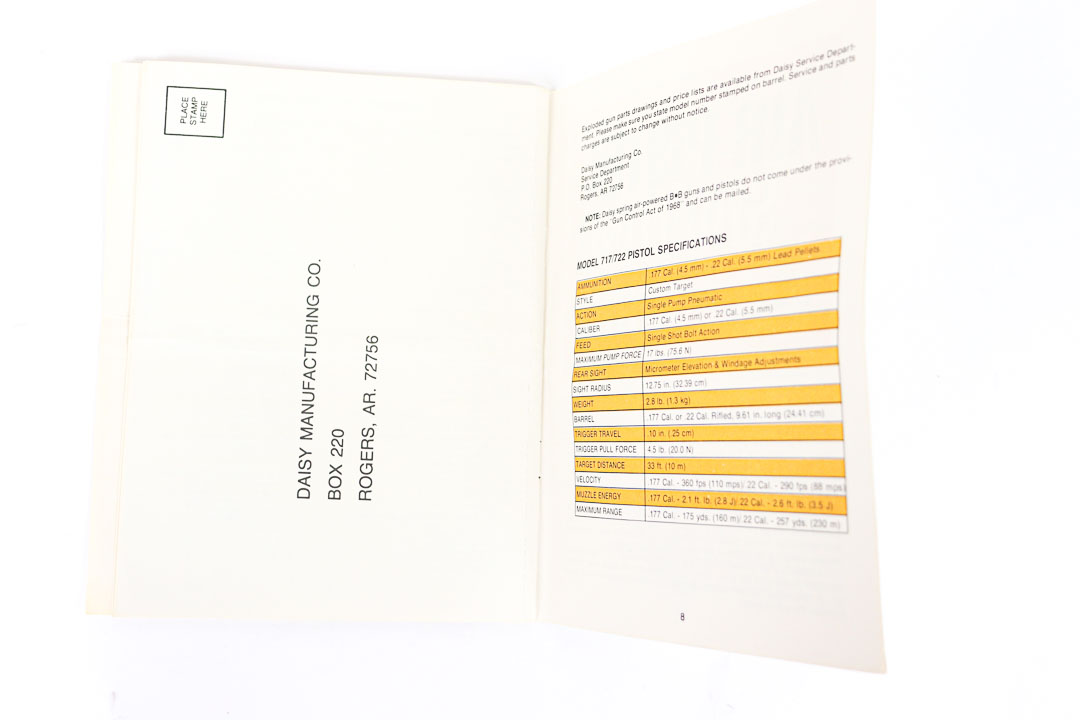 PLACE
STAMP
HERE
DAISY MANUFACTURING CO.
BOX 220
ROGERS, AR. 72756
Exploded gun parts drawings and price lists are available from Daisy Service Depart-
ment. Please make sure you state model number stamped on barrel. Service and parts
charges are subject to change without notice.
Daisy Manufacturing Co.
Service Department
P.O. Box 220
Rogers, AR 72756
NOTE: Daisy spring air-powered B•B guns and pistols do not come under the provi-
sions of the "Gun Control Act of 1968" and can be mailed.
MODEL 717/722 PISTOL SPECIFICATIONS
AMMUNITION .177 Cal. (4.5 mm) - .22 Cal. (5.5 mm) Lead Pellets
STYLE Custom Target
ACTION Single Pump Pneumatic
CALIBER .177 Cal. (4.5 mm) or .22 Cal. (5.5 mm)
FEED Single Shot Bolt Action
MAXIMUM PUMP FORCE 17 lbs. (75.6 N)
REAR SIGHT Micrometer Elevation & Windage Adjustments
SIGHT RADIUS 12.75 in. (32.39 cm)
WEIGHT 2.8 lb. (1.3 kg)
BARREL .177 Cal. or .22 Cal. Rifled, 9.61 in. long (24.41 cm)
TRIGGER TRAVEL .10 in. (.25 cm)
TRIGGER PULL FORCE 4.5 lb. (20.0 N)
TARGET DISTANCE 33 ft. (10 m)
VELOCITY .177 Cal. - 360 fps (110 mps)/.22 Cal. - 290 fps (88 mps)
MUZZLE ENERGY .177 Cal. - 2.1 ft. lb. (2.8 J)/.22 Cal. - 2.6 ft. lb. (3.5 J)
MAXIMUM RANGE .177 Cal. - 175 yds. (160 m)/.22 Cal. - 257 yds. (230 m)
8